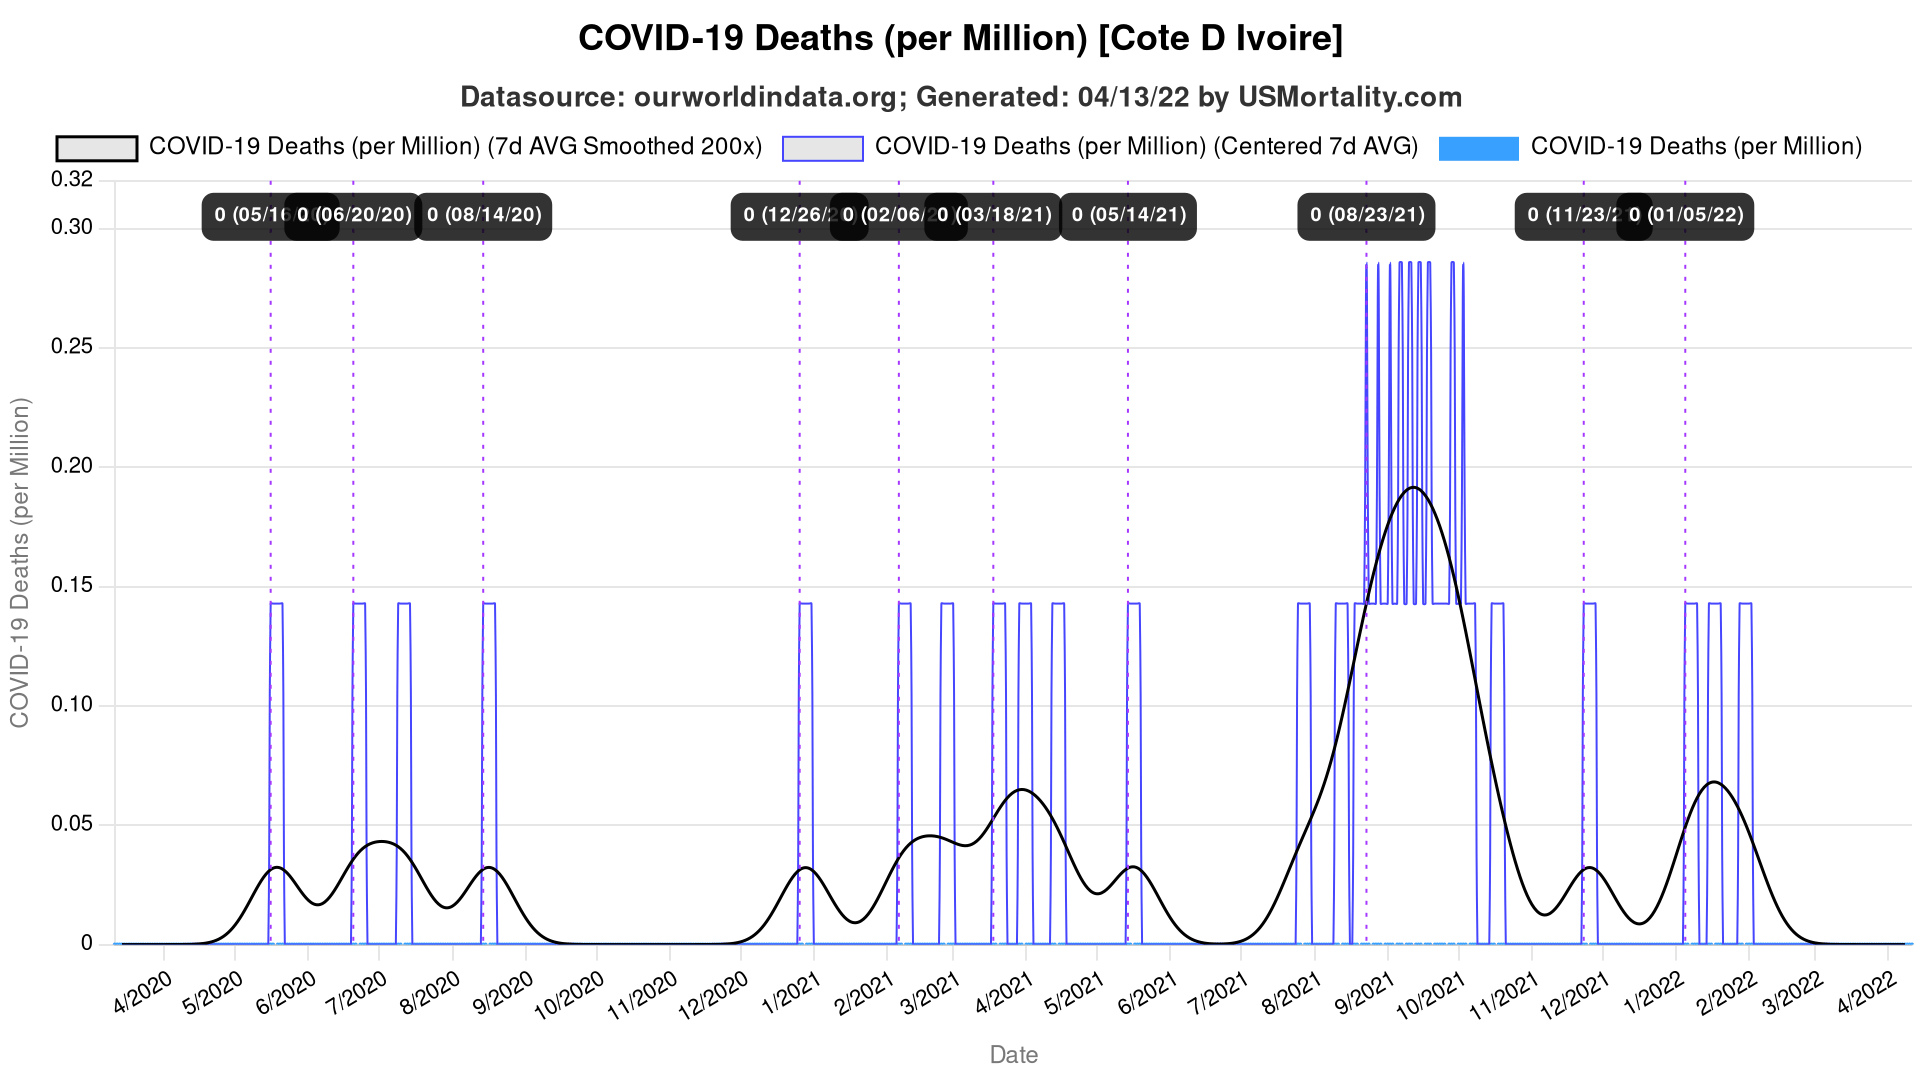 COVID-19 Deaths (per Million) [Cote D Ivoire]
Datasource: ourworldindata.org; Generated: 04/13/22 by USMortality.com
COVID-19 Deaths (per Million) (7d AVG Smoothed 200x) COVID-19 Deaths (per Million) (Centered 7d AVG) COVID-19 Deaths (per Million)
0.32
0 (05/16 0 (06/20/20) 0 (08/14/20) 0 (12/26/ 0 (02/06/ 0 (03/18/21) 0 (05/14/21) 0 (08/23/21) 0 (11/23/ 0 (01/05/22)
0.30
0.25
0.20
0.15
0.10
0.05
0
COVID-19 Deaths (per Million)
4/2020 5/2020 6/2020 7/2020 8/2020 9/2020 10/2020 11/2020 12/2020 1/2021 2/2021 3/2021 4/2021 5/2021 6/2021 7/2021 8/2021 9/2021 10/2021 11/2021 12/2021 1/2022 2/2022 3/2022 4/2022
Date